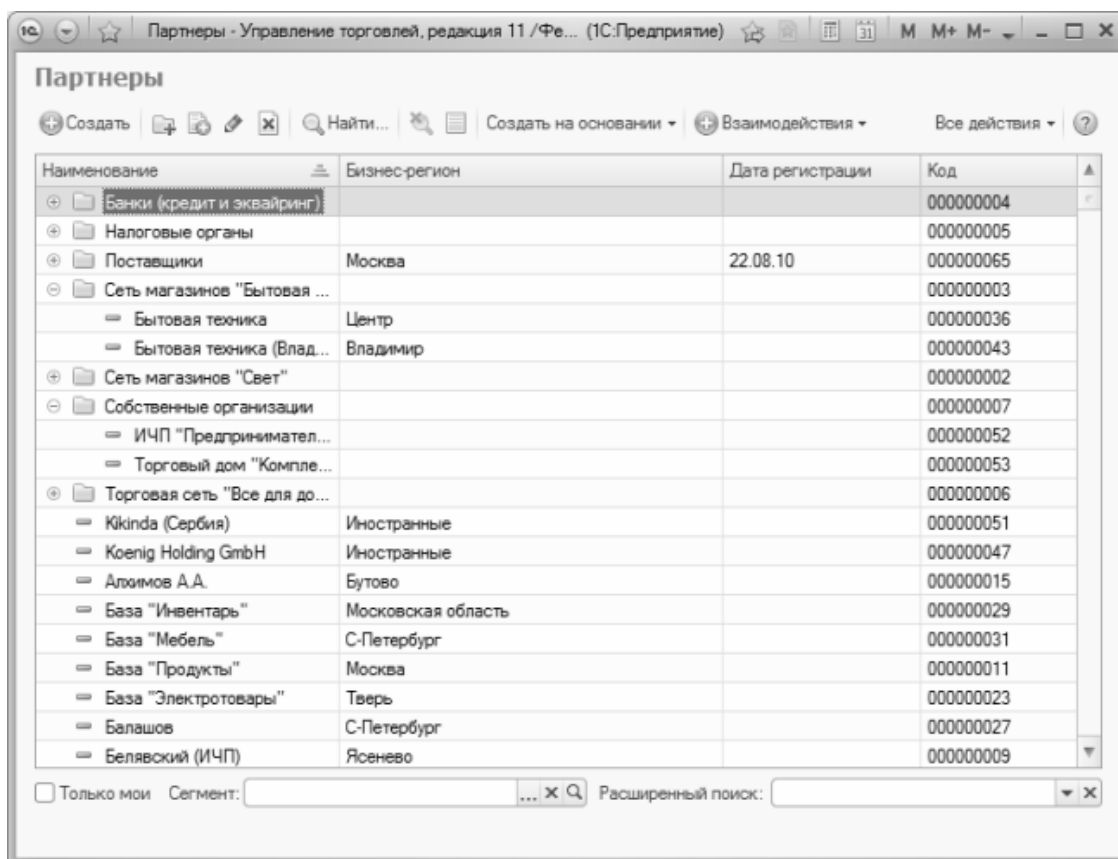 1С Партнеры - Управление торговлей, редакция 11 /Фе... (1С:Предприятие) 31 M M+ M-
Партнеры
Создать Найти... Создать на основании Взаимодействия Все действия ?
Наименование Бизнес-регион Дата регистрации Код
Банки (кредит и эквайринг) 000000004
Налоговые органы 000000005
Поставщики Москва 22.08.10 000000065
Сеть магазинов "Бытовая ... 000000003
Бытовая техника Центр 000000036
Бытовая техника (Влад... Владимир 000000043
Сеть магазинов "Свет" 000000002
Собственные организации 000000007
ИЧП "Предпринимател... 000000052
Торговый дом "Компле... 000000053
Торговая сеть "Все для до... 000000006
Kikinda (Сербия) Иностранные 000000051
Koenig Holding GmbH Иностранные 000000047
Алхимов А.А. Бутово 000000015
База "Инвентарь" Московская область 000000029
База "Мебель" С-Петербург 000000031
База "Продукты" Москва 000000011
База "Электротовары" Тверь 000000023
Балашов С-Петербург 000000027
Белявский (ИЧП) Ясенево 000000009
Только мои Сегмент: ... Расширенный поиск: